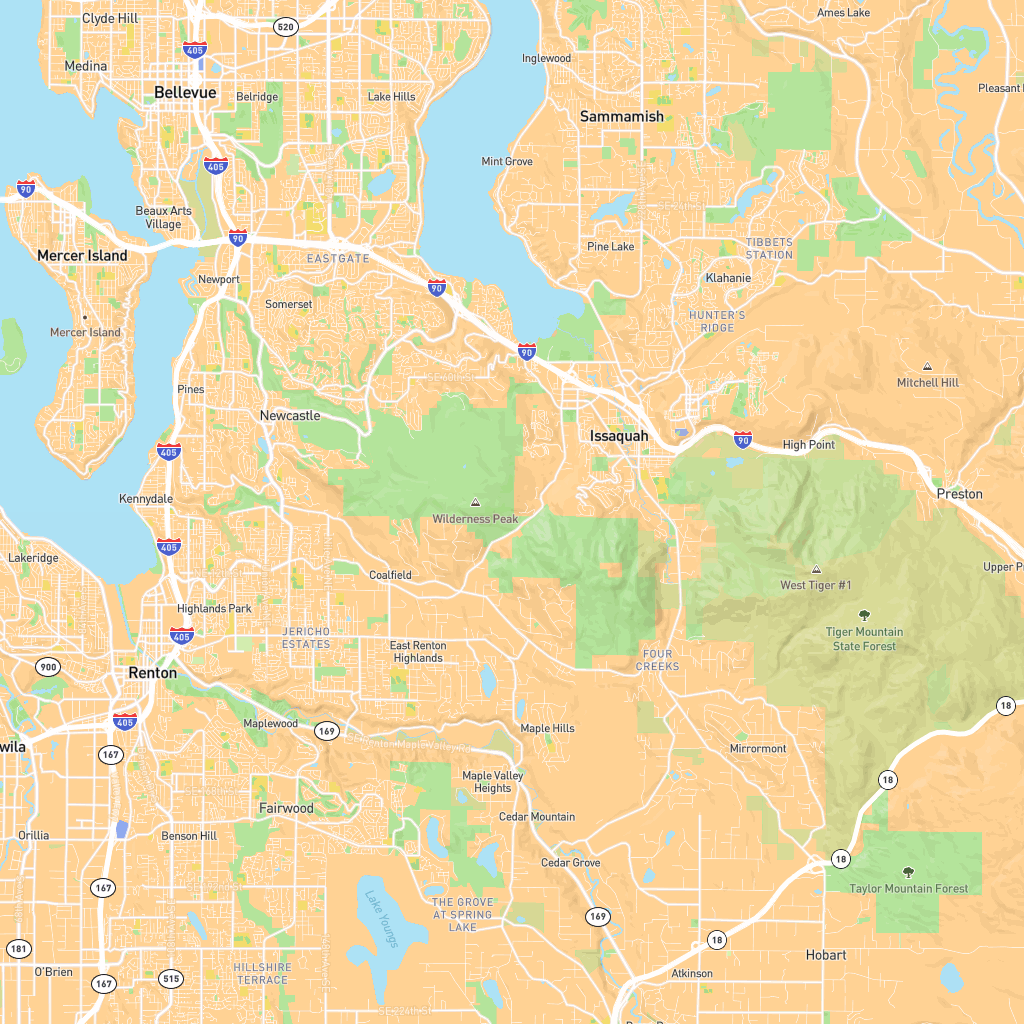 Clyde Hill
520
Ames Lake
405
Medina
Inglewood
Bellevue
Belridge
Lake Hills
Sammamish
405
Mint Grove
90
Beaux Arts
Village
90
Mercer Island
EASTGATE
Pine Lake
TIBBETS
STATION
Newport
Klahanie
Somerset
90
Mercer Island
HUNTER'S
RIDGE
90
Mitchell Hill
Pines
Newcastle
Issaquah
90
High Point
405
Kennydale
Wilderness Peak
Preston
405
Lakeridge
Coalfield
West Tiger #1
Highlands Park
405
JERICHO
ESTATES
East Renton
Highlands
Tiger Mountain
State Forest
FOUR
CREEKS
900
Renton
18
405
Maplewood
169
Maple Hills
167
Mirrormont
Maple Valley
Heights
18
Fairwood
Cedar Mountain
Orillia
Benson Hill
Cedar Grove
18
167
Taylor Mountain Forest
Lake Youngs
THE GROVE
AT SPRING
LAKE
169
18
181
Hobart
O'Brien
HILLSHIRE
TERRACE
515
167
Atkinson